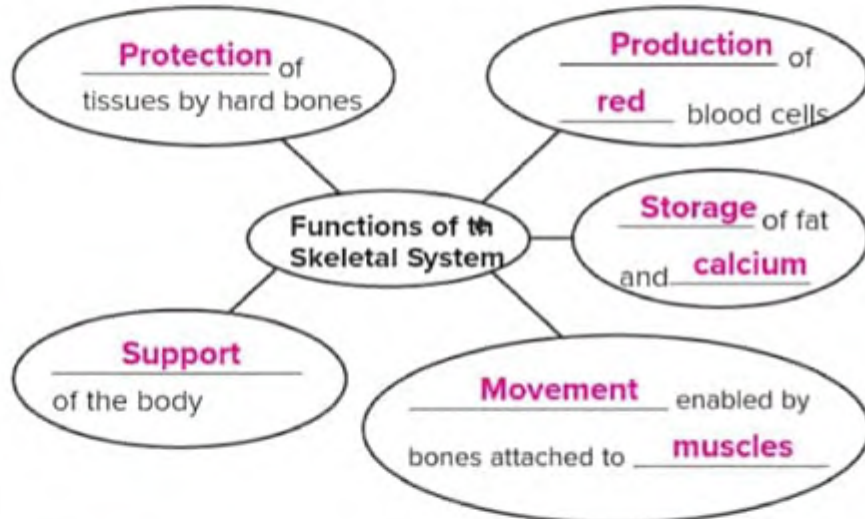 Protection of
tissues by hard bones
Production of
red blood cells
Functions of th
Skeletal System
Storage of fat
and calcium
Support
of the body
Movement enabled by
bones attached to muscles